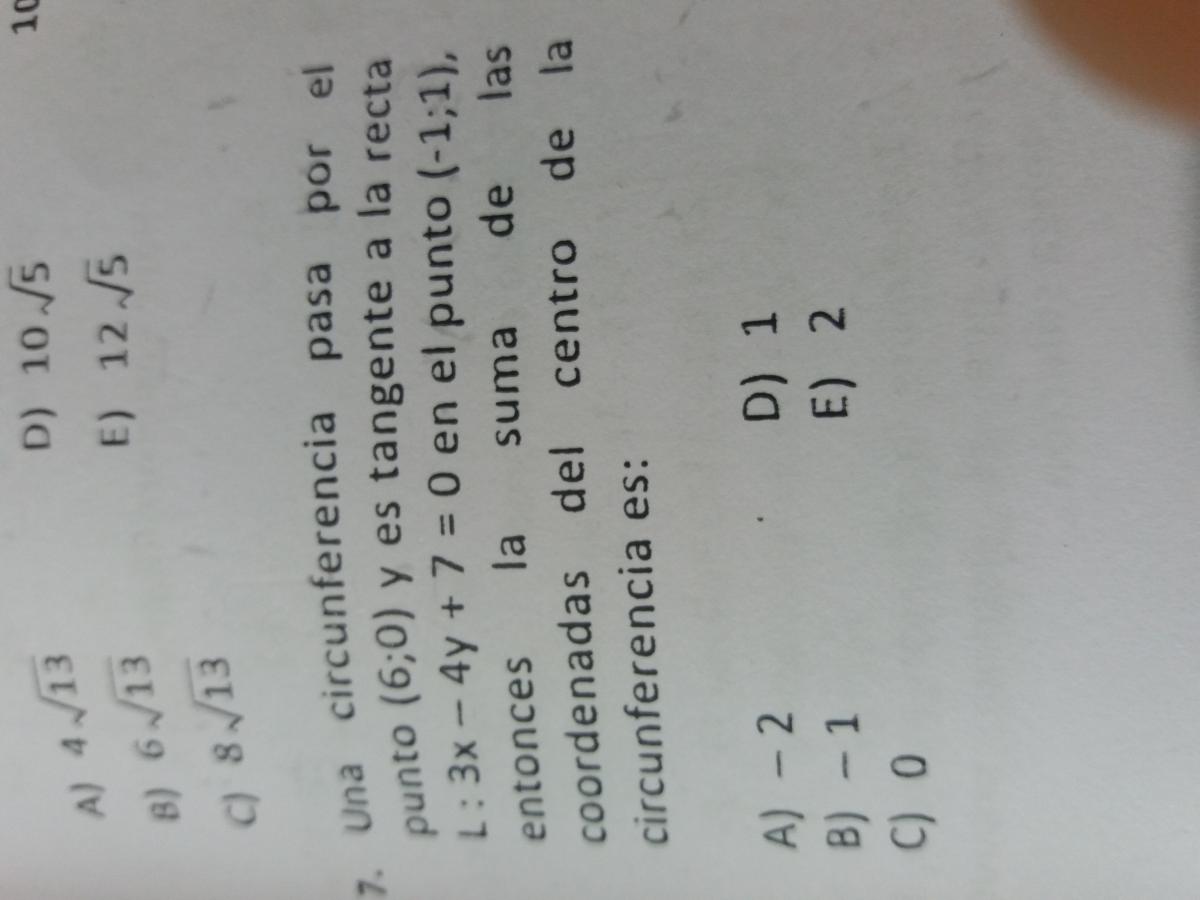 10
A) 4√13
B) 6√13
C) 8√13
D) 10√5
E) 12√5
7. Una circunferencia pasa por el
punto (6;0) y es tangente a la recta
L : 3x – 4y + 7 = 0 en el punto (-1;1),
entonces la suma de las
coordenadas del centro de la
circunferencia es:
A) – 2
B) – 1
C) 0
D) 1
E) 2